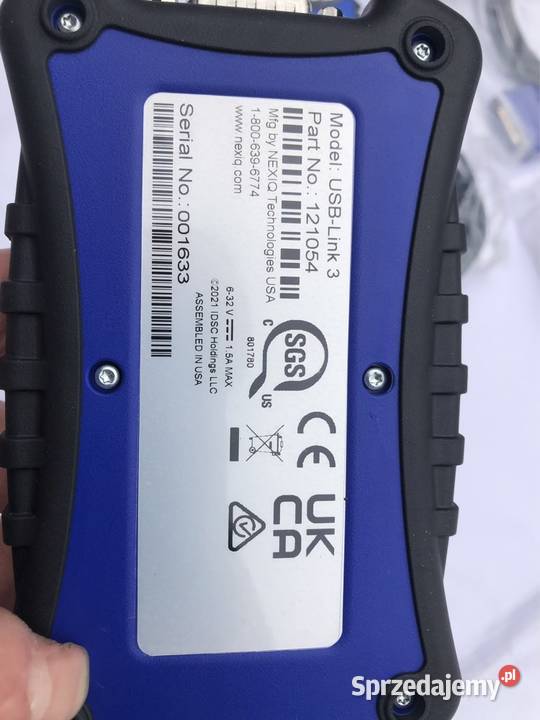 Model: USB-Link 3
Part No.: 121054
Mfg by NEXIQ Technologies USA
1-800-639-6774
www.nexiq.com
Serial No.: 001633
6-32 V 1.5A MAX
©2021 IDSC Holdings LLC
ASSEMBLED IN USA
SGS
C US
801780
CE
UK
CA
Sprzedajemy.pl